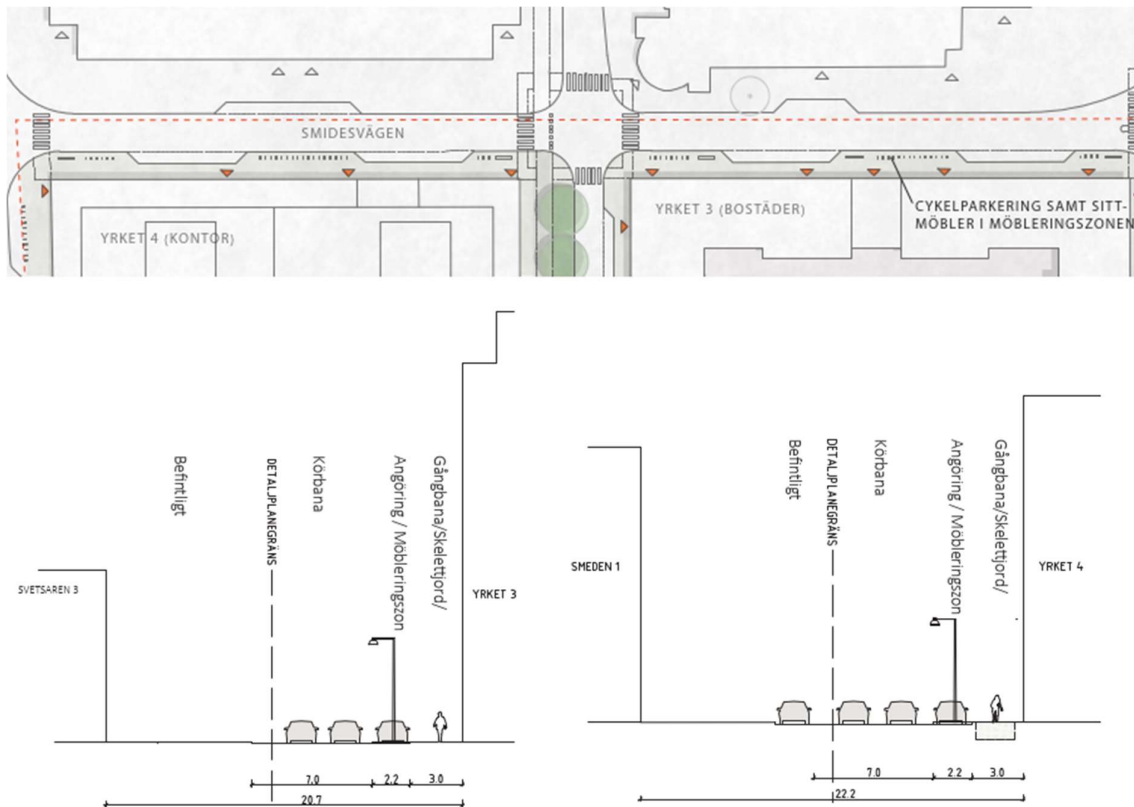 SMIDESVÄGEN
YRKET 4 (KONTOR)
YRKET 3 (BOSTÄDER)
CYKELPARKERING SAMT SITT-
MÖBLER I MÖBLERINGSZONEN
Befintligt
DETALJPLANEGRÄNS
Körbana
Angöring / Möbleringszon
Gångbana/Skelettjord/
SVETSAREN 3
YRKET 3
7.0
2.2
3.0
20.7
Befintligt
DETALJPLANEGRÄNS
Körbana
Angöring / Möbleringszon
Gångbana/Skelettjord/
SMEDEN 1
YRKET 4
7.0
2.2
3.0
22.2